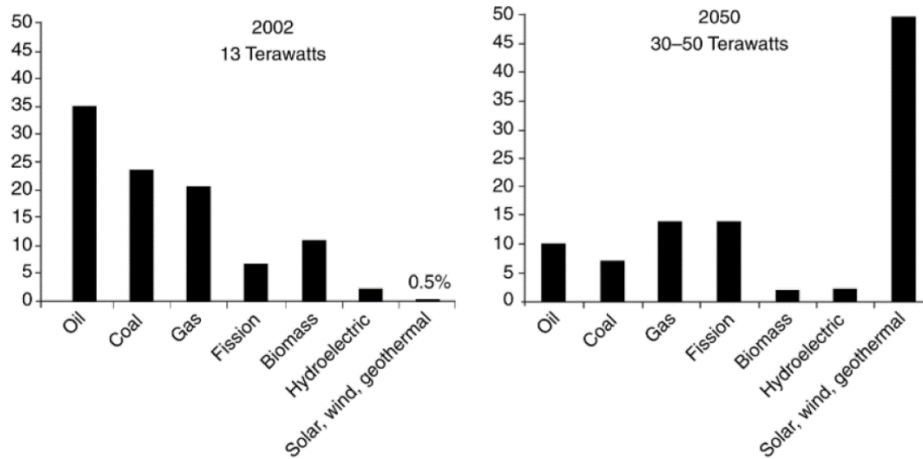 2002
13 Terawatts
50
45
40
35
30
25
20
15
10
5
0
0.5%
Oil
Coal
Gas
Fission
Biomass
Hydroelectric
Solar, wind, geothermal
2050
30–50 Terawatts
50
45
40
35
30
25
20
15
10
5
0
Oil
Coal
Gas
Fission
Biomass
Hydroelectric
Solar, wind, geothermal